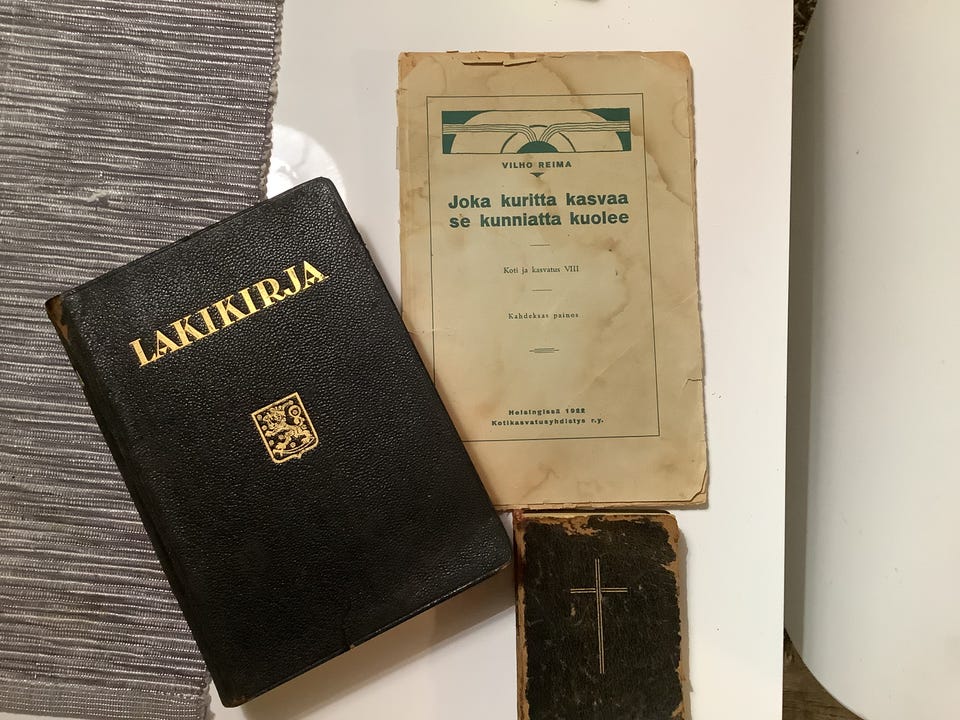 LAKIKIRJA
VILHO REIMA
Joka kuritta kasvaa
se kunniatta kuolee
Koti ja kasvatus VIII
Kahdeksas painos
Helsingissä 1922
Kotikasvatusyhdistys r.y.